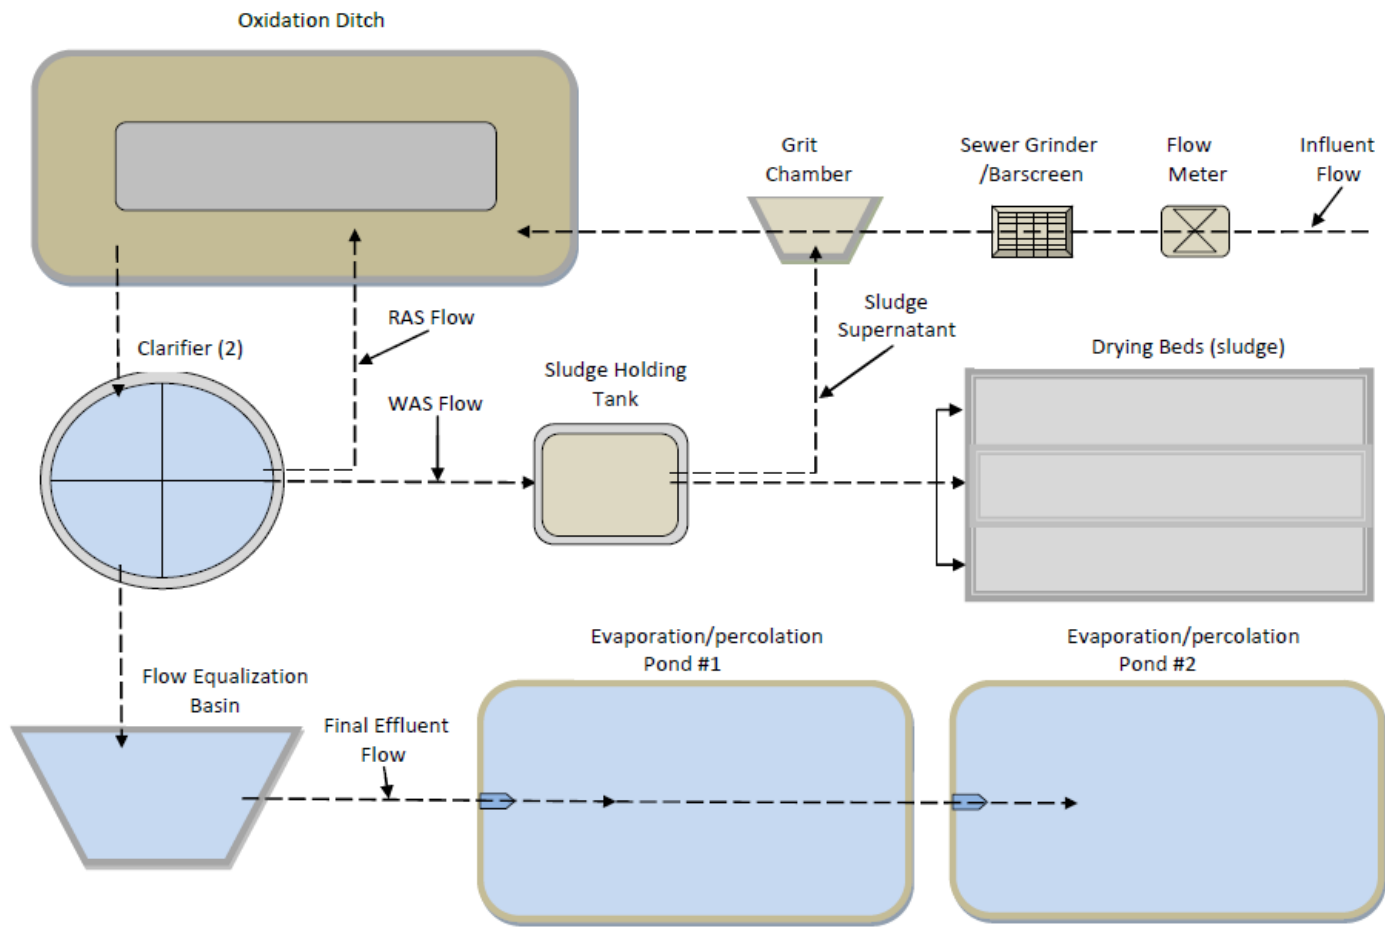 Oxidation Ditch
Grit
Chamber
Sewer Grinder
/Barscreen
Flow
Meter
Influent
Flow
RAS Flow
Sludge
Supernatant
Clarifier (2)
Drying Beds (sludge)
Sludge Holding
Tank
WAS Flow
Evaporation/percolation
Pond #1
Evaporation/percolation
Pond #2
Flow Equalization
Basin
Final Effluent
Flow